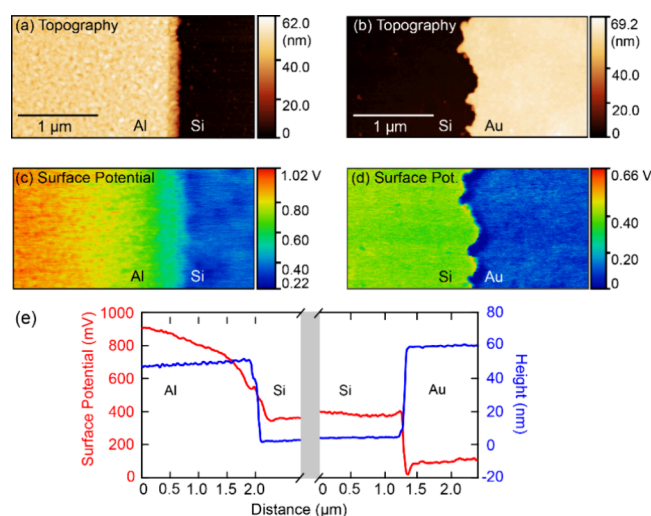 (a) Topography
62.0
(nm)
40.0
20.0
0
1 µm
Al
Si
(b) Topography
69.2
(nm)
40.0
20.0
0
1 µm
Si
Au
(c) Surface Potential
1.02 V
0.80
0.60
0.40
0.22
Al
Si
(d) Surface Pot.
0.66 V
0.40
0.20
0
Si
Au
(e)
Surface Potential (mV)
1000
800
600
400
200
0
Al
Si
Si
Au
80
60
40
20
0
-20
Height (nm)
0 0.5 1.0 1.5 2.0 0 0.5 1.0 1.5 2.0
Distance (µm)